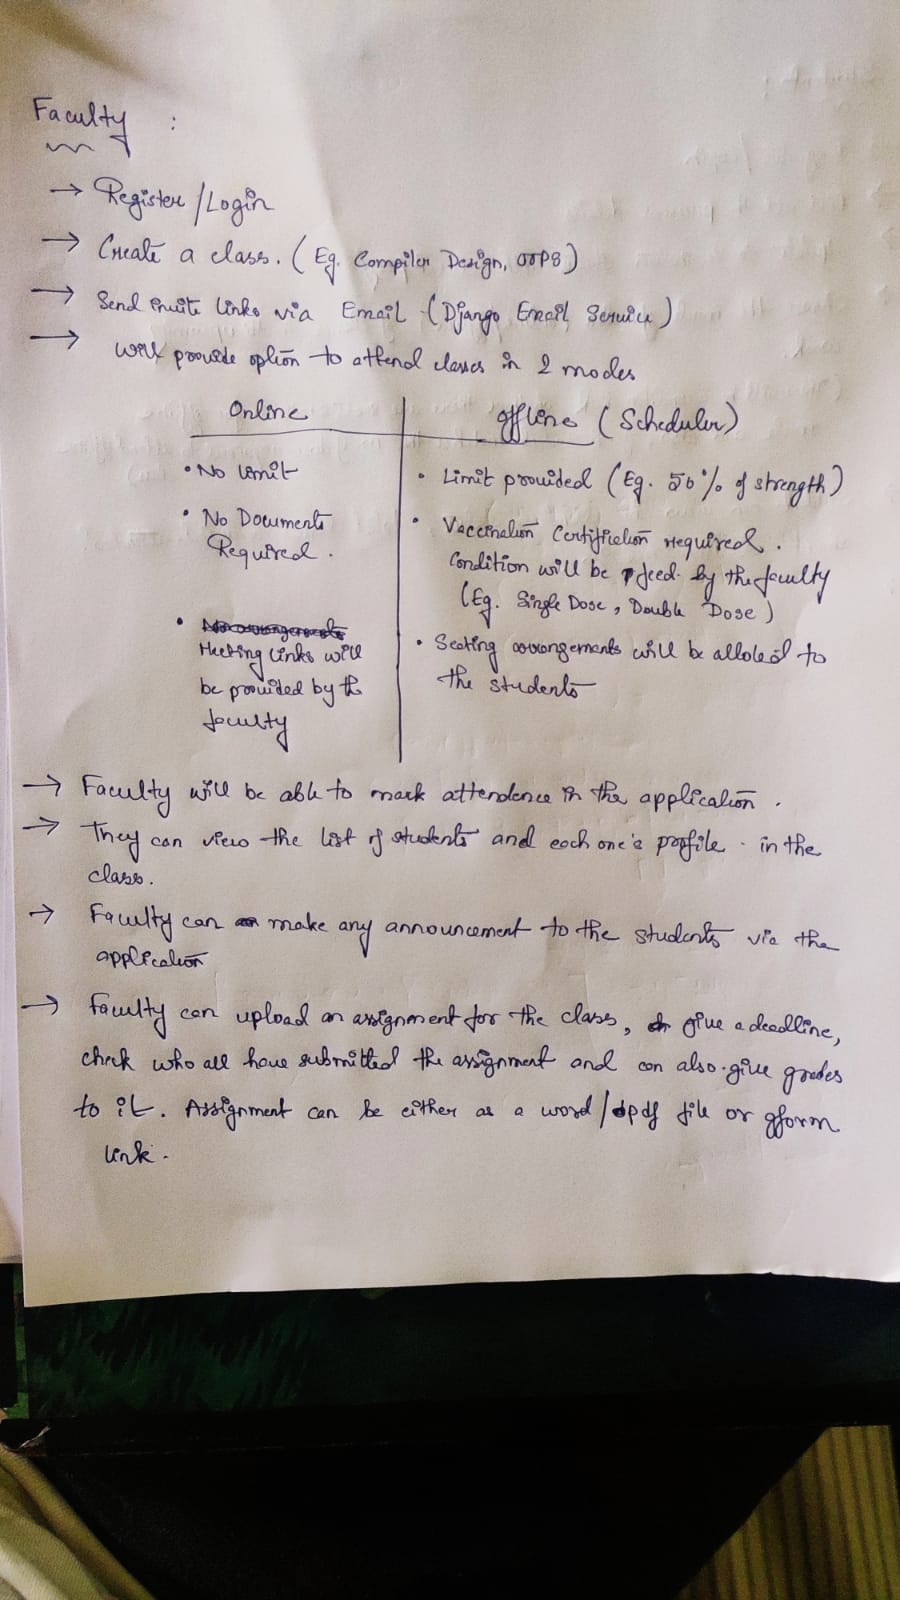 Faculty :
→ Register /Login
→ Create a class. (Eg. Compiler Design, OOPS)
→ Send invite links via Email (Django Email Service)
→ will provide option to attend classes in 2 modes
Online
offline (Scheduler)
• No limit
• No Documents
Required.
• Meeting links will
be provided by the
faculty
• Limit provided (Eg. 50% of strength)
• Vaccination Certification required.
Condition will be feed by the faculty
(Eg. Single Dose, Double Dose)
• Seating arrangements will be alloted to
the students
→ Faculty will be able to mark attendence in the application.
→ They can view the list of students and each one's profile. in the
class.
→ Faculty can make any announcement to the students via the
application
→ Faculty can upload an assignment for the class, give a deadline,
check who all have submitted the assignment and can also give grades
to it. Assignment can be either as a word/pdf file or gform
link.